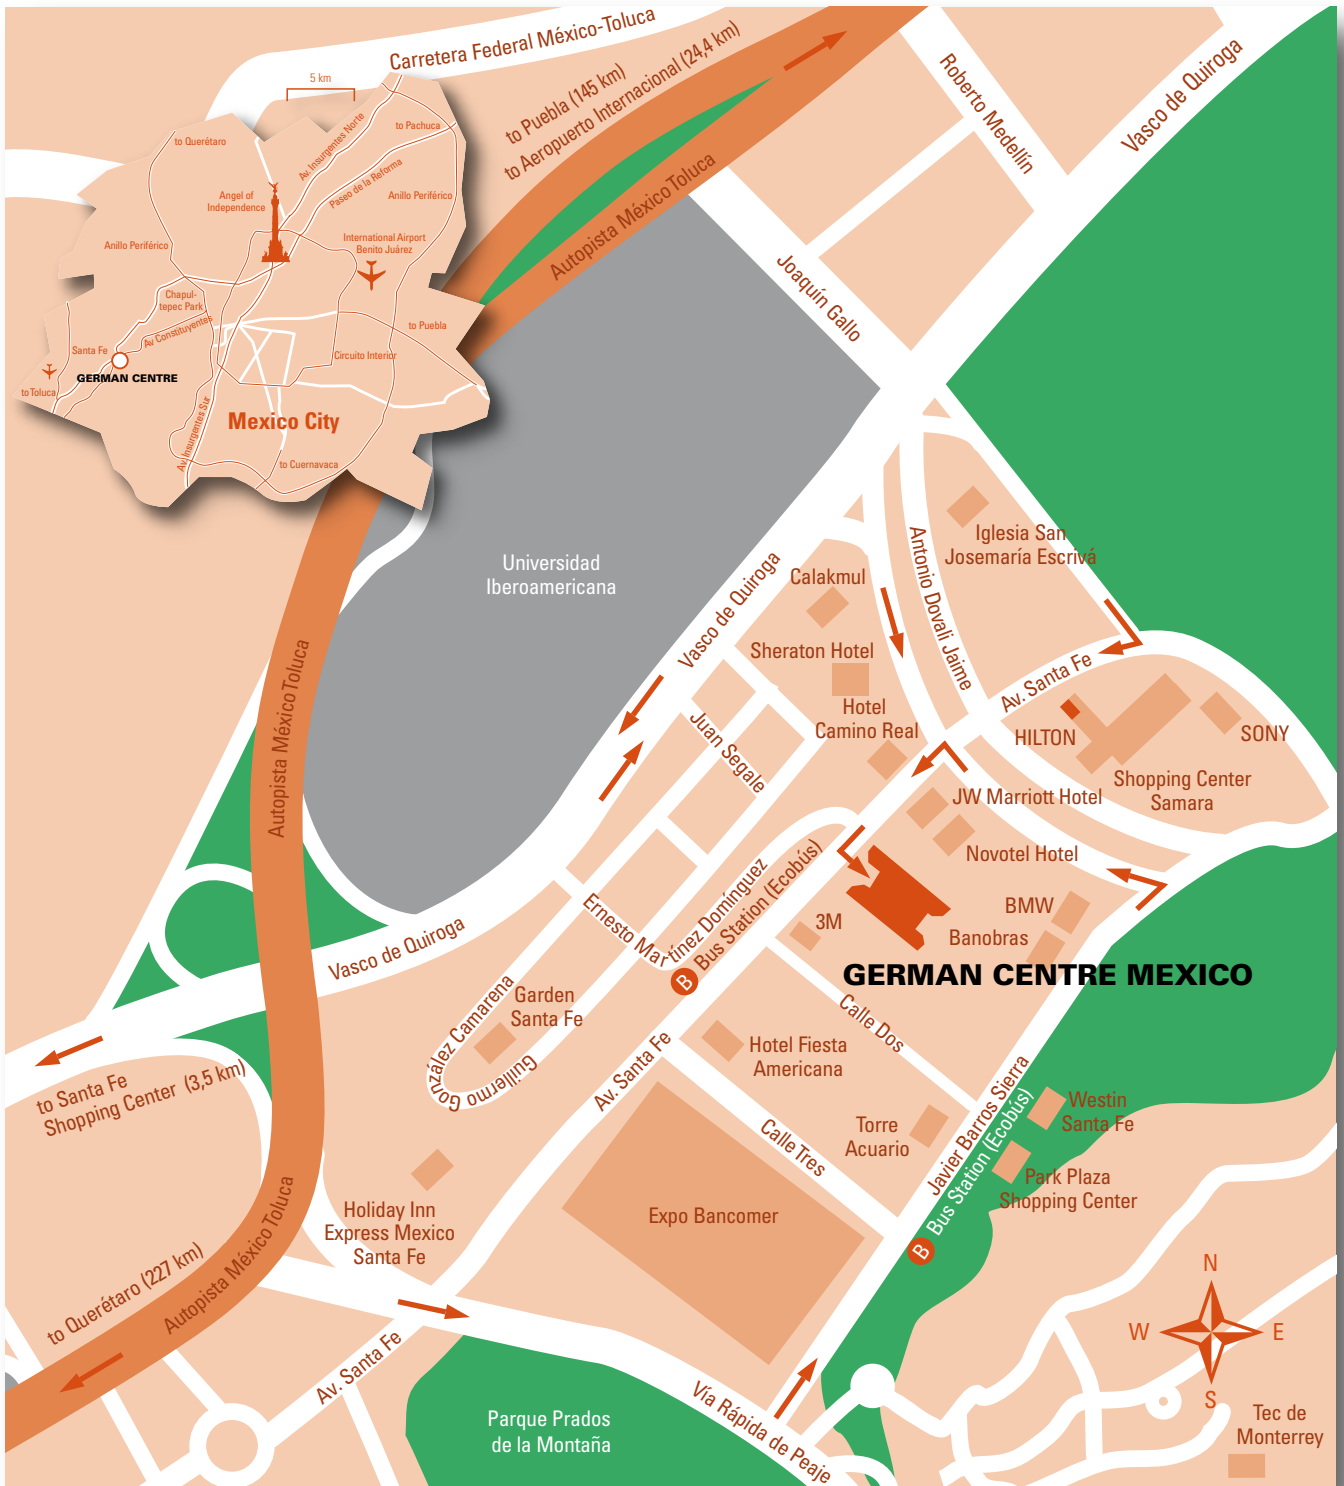 Carretera Federal México-Toluca
to Puebla (145 km)
to Aeropuerto Internacional (24,4 km)
Autopista México Toluca
Roberto Medellín
Vasco de Quiroga
Joaquín Gallo
5 km
to Querétaro
Av. Insurgentes Norte
to Pachuca
Paseo de la Reforma
Angel of
Independence
Anillo Periférico
Anillo Periférico
International Airport
Benito Juárez
Chapul-
tepec Park
Av Constituyentes
to Puebla
Santa Fe
Circuito Interior
GERMAN CENTRE
to Toluca
Mexico City
Av. Insurgentes Sur
to Cuernavaca
Universidad
Iberoamericana
Iglesia San
Josemaría Escrivá
Antonio Dovali Jaime
Calakmul
Vasco de Quiroga
Sheraton Hotel
Hotel
Camino Real
Av. Santa Fe
HILTON
SONY
Shopping Center
Samara
Juan Segale
JW Marriott Hotel
Novotel Hotel
Autopista México Toluca
BMW
Banobras
3M
GERMAN CENTRE MEXICO
Ernesto Martínez Domínguez
Bus Station (Ecobús)
B
Vasco de Quiroga
Garden
Santa Fe
Guillermo González Camarena
Calle Dos
Hotel Fiesta
Americana
Av. Santa Fe
to Santa Fe
Shopping Center (3,5 km)
Javier Barros Sierra
Bus Station (Ecobús)
B
Westin
Santa Fe
Torre
Acuario
Calle Tres
Park Plaza
Shopping Center
Holiday Inn
Express Mexico
Santa Fe
Expo Bancomer
to Querétaro (227 km)
Autopista México Toluca
Av. Santa Fe
Vía Rápida de Peaje
Parque Prados
de la Montaña
N
W
E
S
Tec de
Monterrey